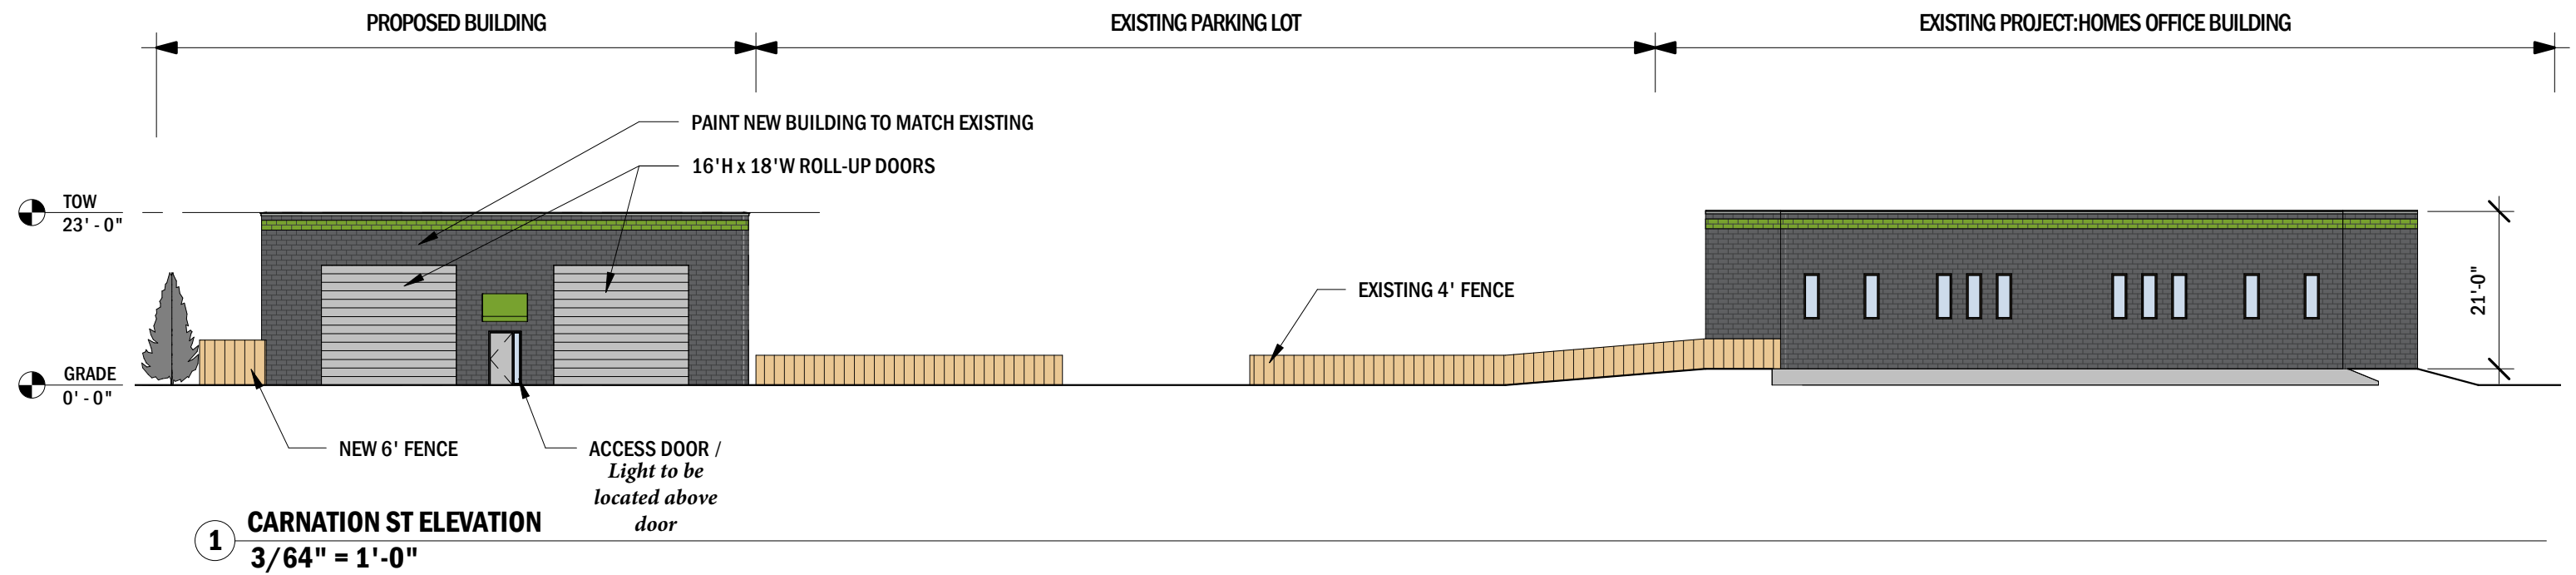 PROPOSED BUILDING
EXISTING PARKING LOT
EXISTING PROJECT:HOMES OFFICE BUILDING
PAINT NEW BUILDING TO MATCH EXISTING
16'H x 18'W ROLL-UP DOORS
TOW
23' - 0"
EXISTING 4' FENCE
21'-0"
GRADE
0' - 0"
NEW 6' FENCE
ACCESS DOOR /
Light to be
located above
door
1
CARNATION ST ELEVATION
3/64" = 1'-0"